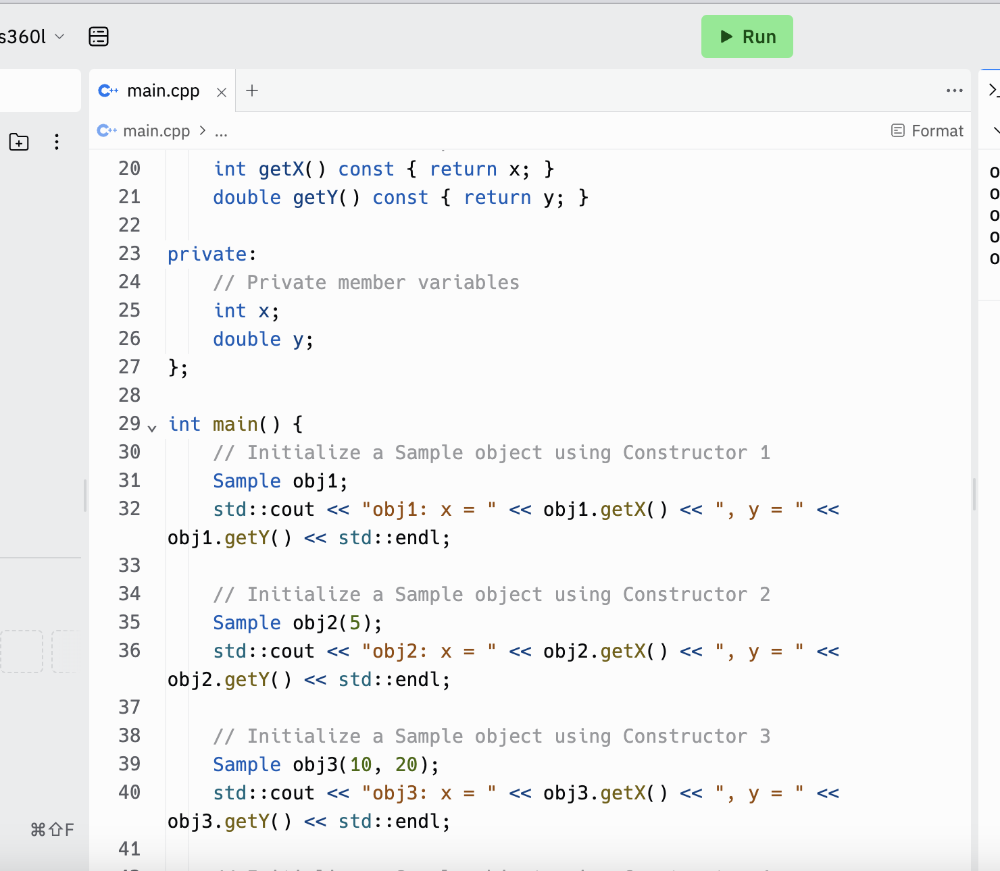 s360l
Run
C++ main.cpp
C++ main.cpp > ...
Format
20 int getX() const { return x; }
21 double getY() const { return y; }
22
23 private:
24 // Private member variables
25 int x;
26 double y;
27 };
28
29 int main() {
30 // Initialize a Sample object using Constructor 1
31 Sample obj1;
32 std::cout << "obj1: x = " << obj1.getX() << ", y = " <<
obj1.getY() << std::endl;
33
34 // Initialize a Sample object using Constructor 2
35 Sample obj2(5);
36 std::cout << "obj2: x = " << obj2.getX() << ", y = " <<
obj2.getY() << std::endl;
37
38 // Initialize a Sample object using Constructor 3
39 Sample obj3(10, 20);
40 std::cout << "obj3: x = " << obj3.getX() << ", y = " <<
obj3.getY() << std::endl;
41
⌘⇧F
o
o
o
o
o